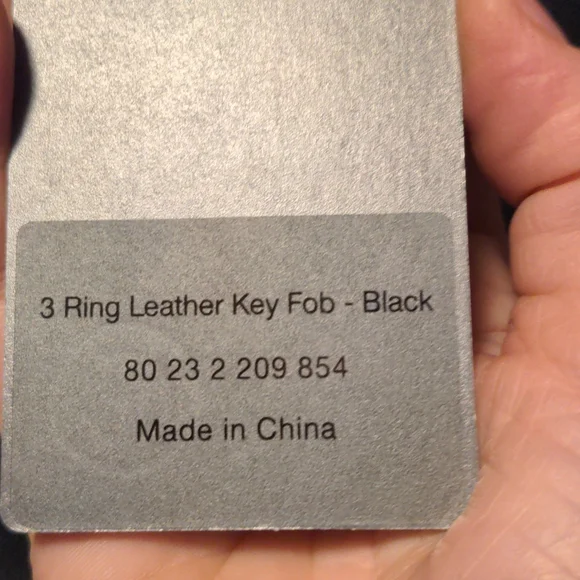 3 Ring Leather Key Fob - Black
80 23 2 209 854
Made in China